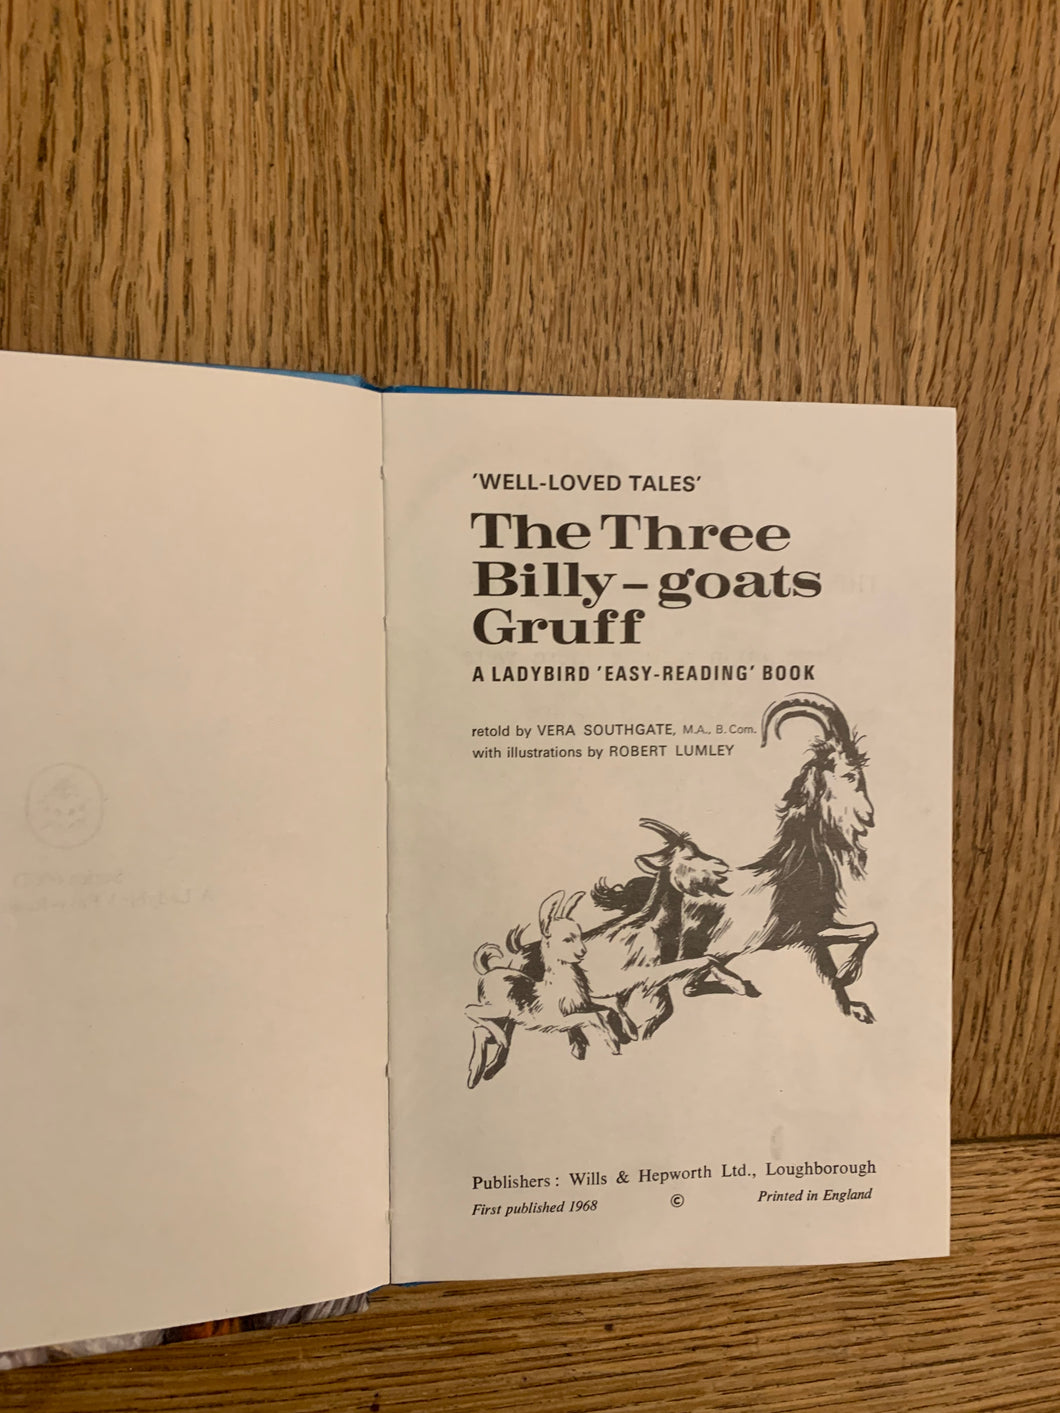 'WELL-LOVED TALES'
The Three
Billy-goats
Gruff
A LADYBIRD 'EASY-READING' BOOK
retold by VERA SOUTHGATE, M.A., B.Com.
with illustrations by ROBERT LUMLEY
Publishers: Wills & Hepworth Ltd., Loughborough
First published 1968 © Printed in England